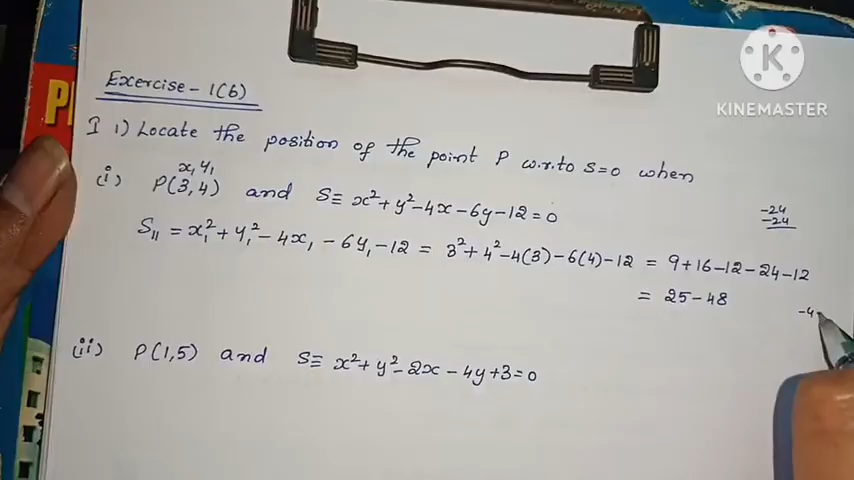 KINEMASTER
Exercise - 1(b)
I 1) Locate the position of the point P w.r.to S=0 when
x₁ y₁
(i) P(3,4) and S≡ x²+y²-4x-6y-12=0
-24
-24
S₁₁ = x₁²+y₁²-4x₁-6y₁-12 = 3²+4²-4(3)-6(4)-12 = 9+16-12-24-12
= 25-48
-4
(ii) P(1,5) and S≡ x²+y²-2x-4y+3=0